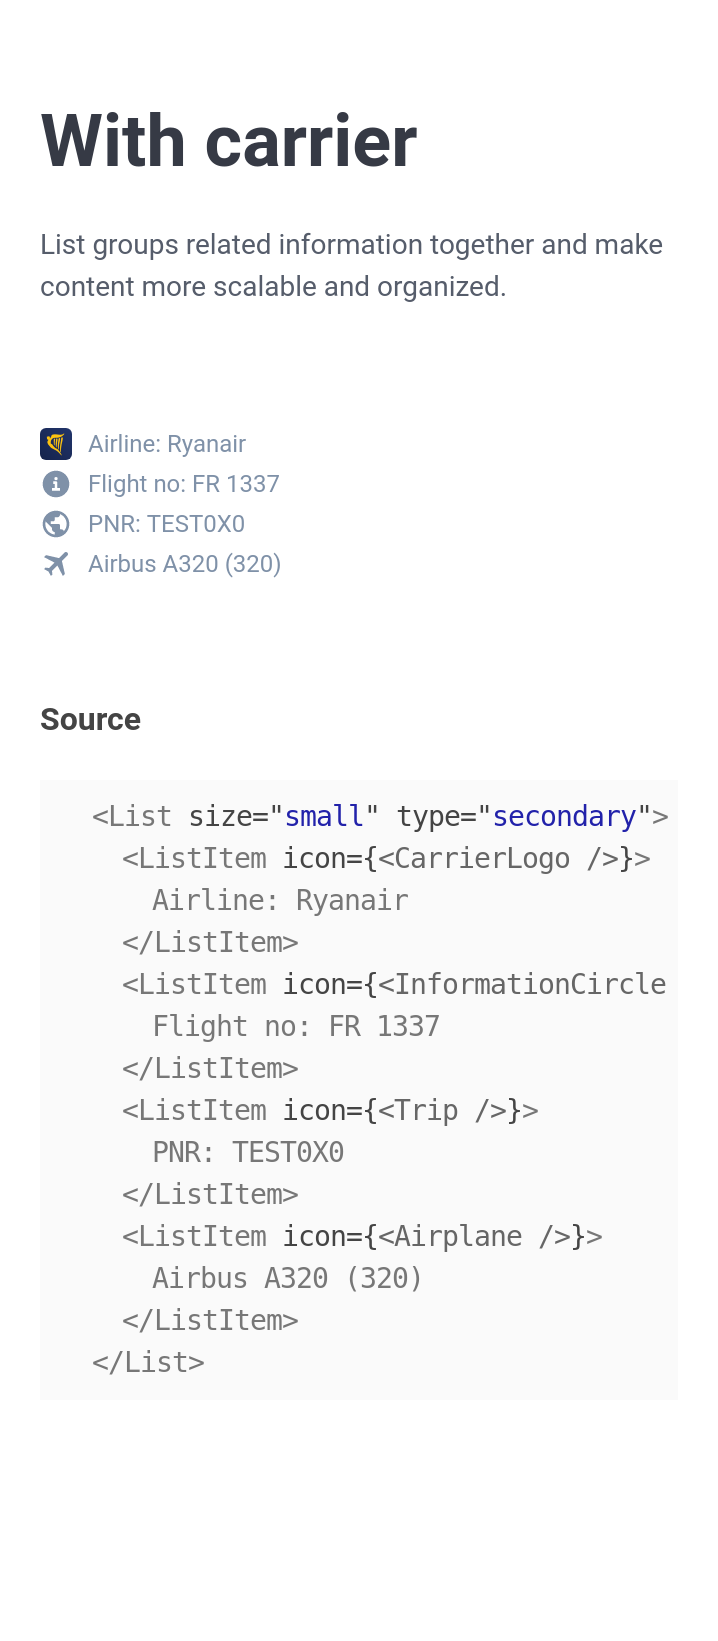 With carrier
List groups related information together and make
content more scalable and organized.
Airline: Ryanair
Flight no: FR 1337
PNR: TEST0X0
Airbus A320 (320)
Source
<List size="small" type="secondary">
<ListItem icon={<CarrierLogo />}>
Airline: Ryanair
</ListItem>
<ListItem icon={<InformationCircle
Flight no: FR 1337
</ListItem>
<ListItem icon={<Trip />}>
PNR: TEST0X0
</ListItem>
<ListItem icon={<Airplane />}>
Airbus A320 (320)
</ListItem>
</List>